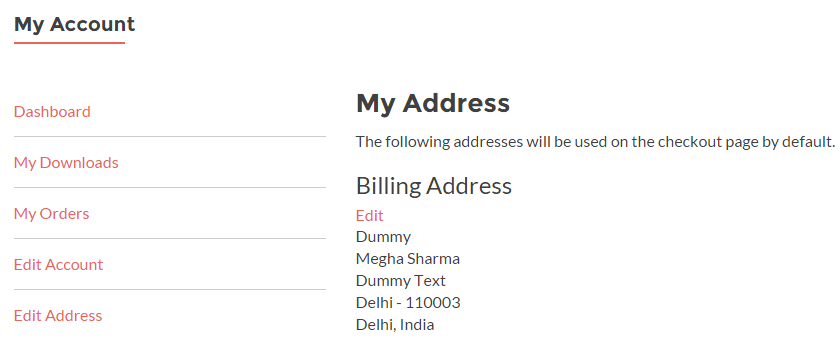 My Account
Dashboard
My Downloads
My Orders
Edit Account
Edit Address
My Address
The following addresses will be used on the checkout page by default.
Billing Address
Edit
Dummy
Megha Sharma
Dummy Text
Delhi - 110003
Delhi, India